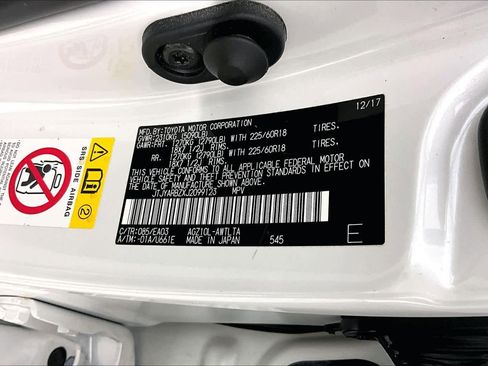 12/17
MFD.BY:TOYOTA MOTOR CORPORATION
GVWR:2310KG (5090LB)
GAWR:FRT. 1270KG (2790LB) WITH 225/60R18 TIRES.
18X7 1/2J RIMS.
RR. 1270KG (2790LB) WITH 225/60R18 TIRES.
18X7 1/2J RIMS.
THIS VEHICLE CONFORMS TO ALL APPLICABLE FEDERAL MOTOR
VEHICLE SAFETY AND THEFT PREVENTION STANDARDS IN EFFECT
ON THE DATE OF MANUFACTURE SHOWN ABOVE.
JTJYARBZXJ2099123 MPV
C/TR:085/EA03 AGZ10L-AWTLTA
A/TM:-01A/U661E MADE IN JAPAN 545
E
SRS-SIDE AIRBAG
2